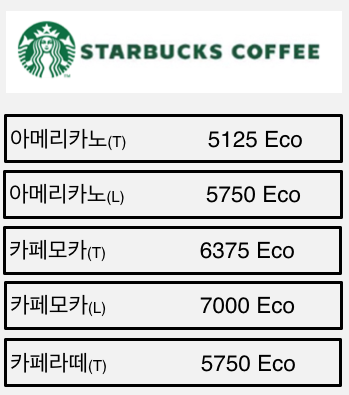 STARBUCKS COFFEE
아메리카노(T) 5125 Eco
아메리카노(L) 5750 Eco
카페모카(T) 6375 Eco
카페모카(L) 7000 Eco
카페라떼(T) 5750 Eco